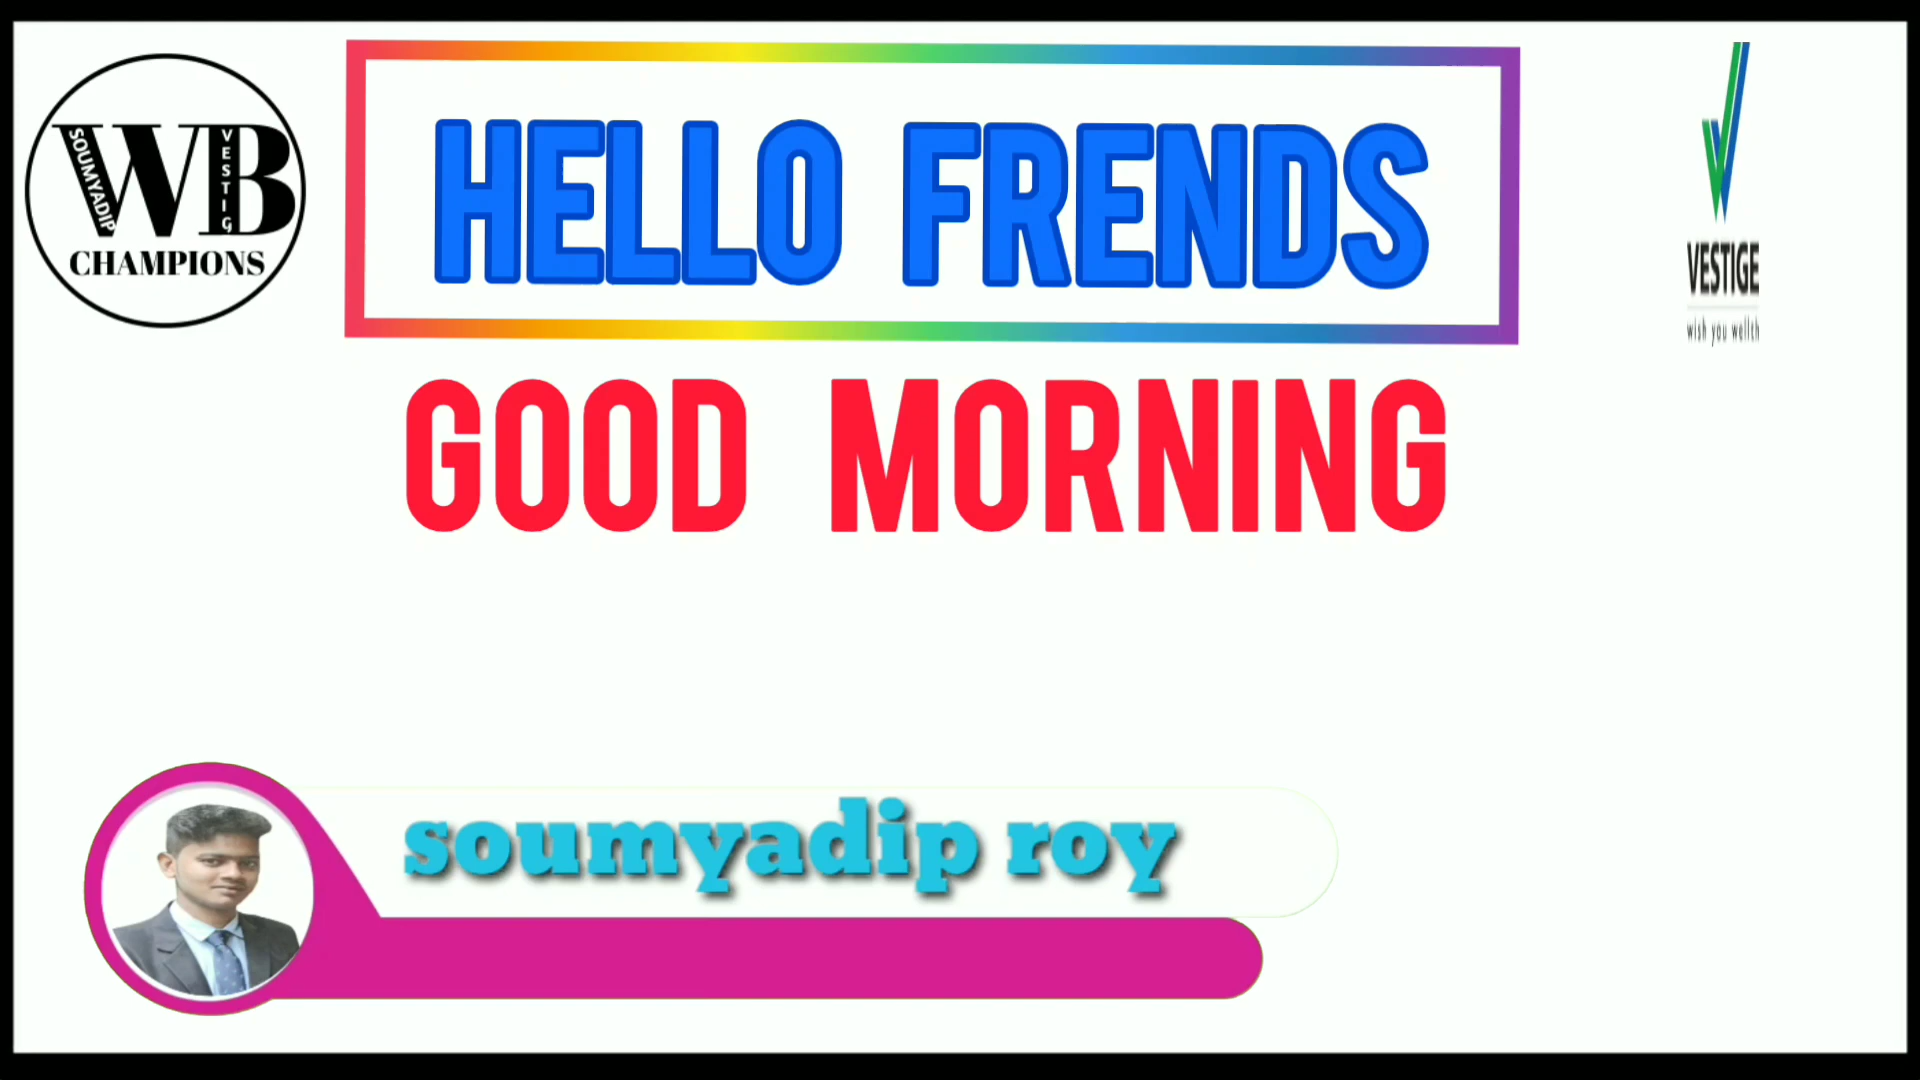 WB
SOUMYADIP
VESTIG
CHAMPIONS
HELLO FRENDS
VESTIGE
wish you wellth
GOOD MORNING
soumyadip roy